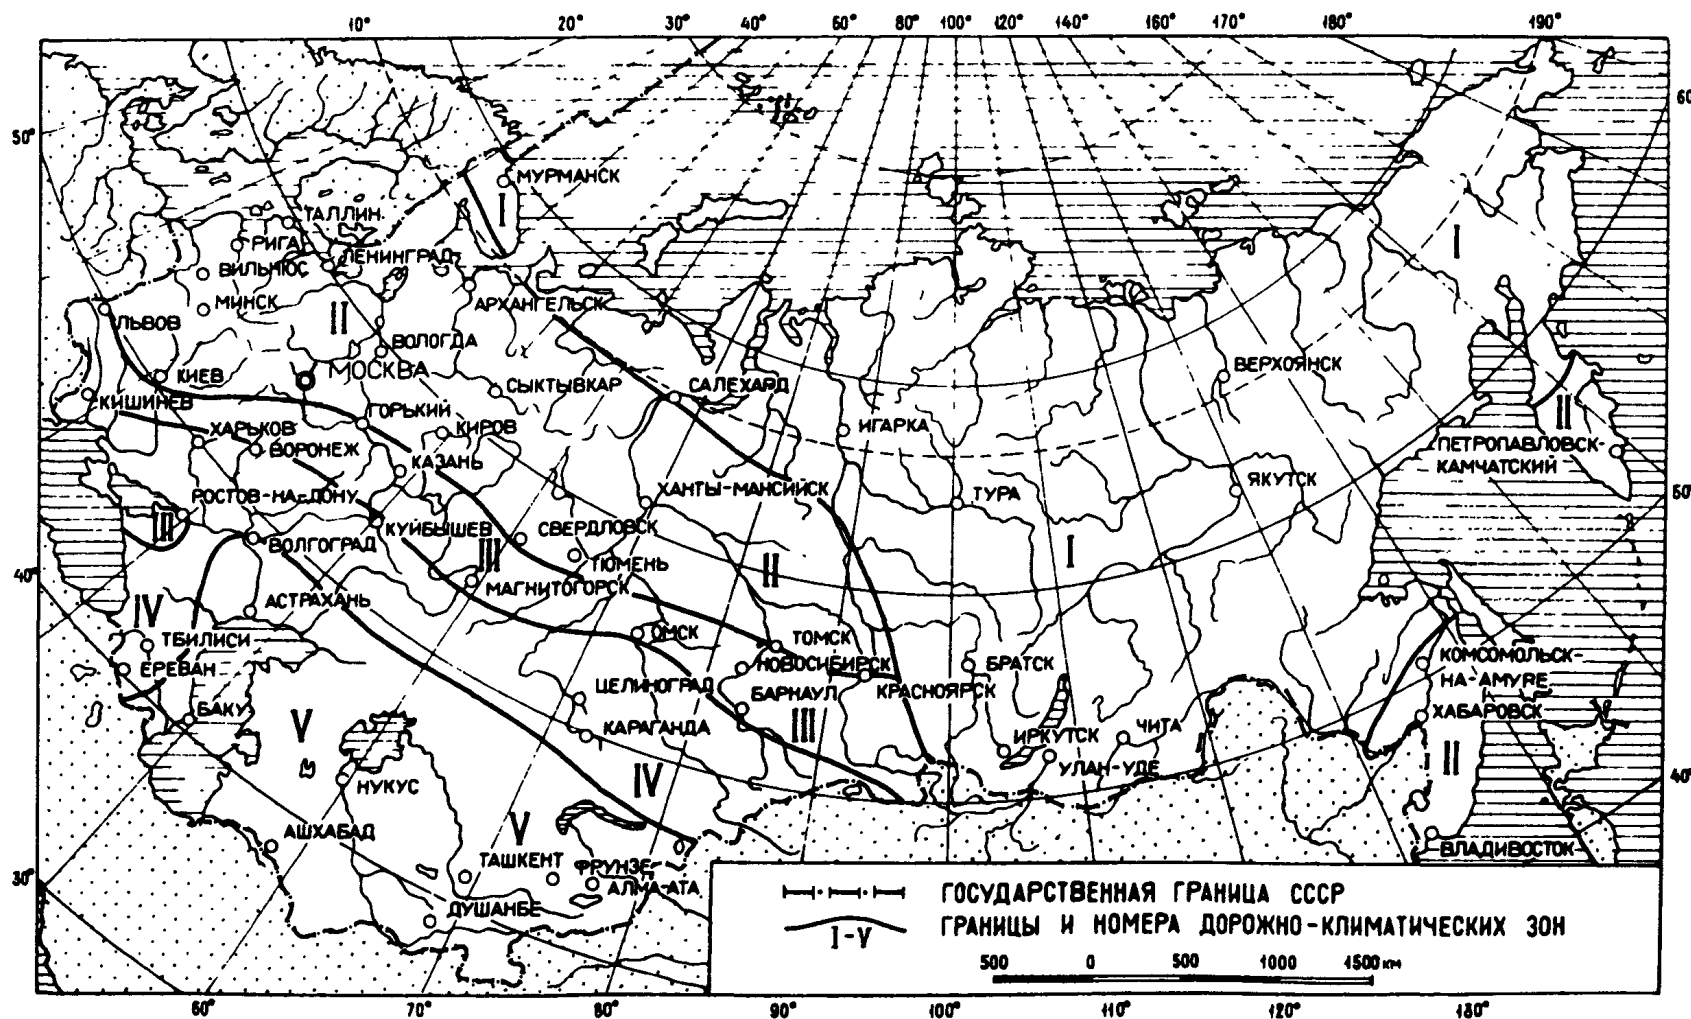 10° 20° 30° 40° 60° 80° 100° 120° 140° 160° 170° 180° 190°
50°
60
МУРМАНСК
I
ТАЛЛИН
РИГА
ЛЕНИНГРАД
I
ВИЛЬНЮС
МИНСК
АРХАНГЕЛЬСК
II
ЛЬВОВ
ВОЛОГДА
МОСКВА
КИЕВ
СЫКТЫВКАР
САЛЕХАРД
ВЕРХОЯНСК
КИШИНЕВ
ГОРЬКИЙ
II
ХАРЬКОВ
КИРОВ
ИГАРКА
ВОРОНЕЖ
КАЗАНЬ
ПЕТРОПАВЛОВСК-
КАМЧАТСКИЙ
РОСТОВ-НА-ДОНУ
ХАНТЫ-МАНСИЙСК
ТУРА
ЯКУТСК
50°
III
КУЙБЫШЕВ
СВЕРДЛОВСК
ВОЛГОГРАД
III
ТЮМЕНЬ
II
I
40°
МАГНИТОГОРСК
АСТРАХАНЬ
IV
ТБИЛИСИ
ОМСК
ТОМСК
ЕРЕВАН
НОВОСИБИРСК
БРАТСК
КОМСОМОЛЬСК-
НА-АМУРЕ
ЦЕЛИНОГРАД
БАРНАУЛ
КРАСНОЯРСК
БАКУ
ХАБАРОВСК
V
КАРАГАНДА
III
ИРКУТСК
ЧИТА
УЛАН-УДЕ
II
НУКУС
IV
40°
АШХАБАД
V
ТАШКЕНТ
ФРУНЗЕ
ВЛАДИВОСТОК
30°
АЛМА-АТА
ДУШАНБЕ
ГОСУДАРСТВЕННАЯ ГРАНИЦА СССР
I-V ГРАНИЦЫ И НОМЕРА ДОРОЖНО-КЛИМАТИЧЕСКИХ ЗОН
500 0 500 1000 1500 км
60° 70° 80° 90° 100° 110° 120° 130°